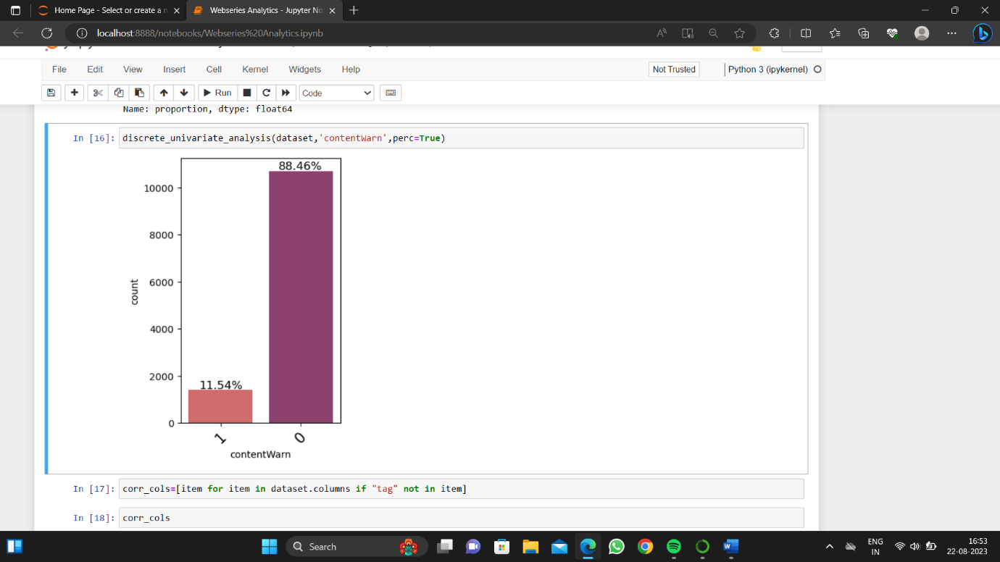 Home Page - Select or create a n
Webseries Analytics - Jupyter No
localhost:8888/notebooks/Webseries%20Analytics.ipynb
File Edit View Insert Cell Kernel Widgets Help
Not Trusted
Python 3 (ipykernel)
Run
Code
Name: proportion, dtype: float64
In [16]: discrete_univariate_analysis(dataset,'contentWarn',perc=True)
88.46%
10000
8000
6000
count
4000
2000
11.54%
0
1 0
contentWarn
In [17]: corr_cols=[item for item in dataset.columns if "tag" not in item]
In [18]: corr_cols
Search
ENG
IN
16:53
22-08-2023